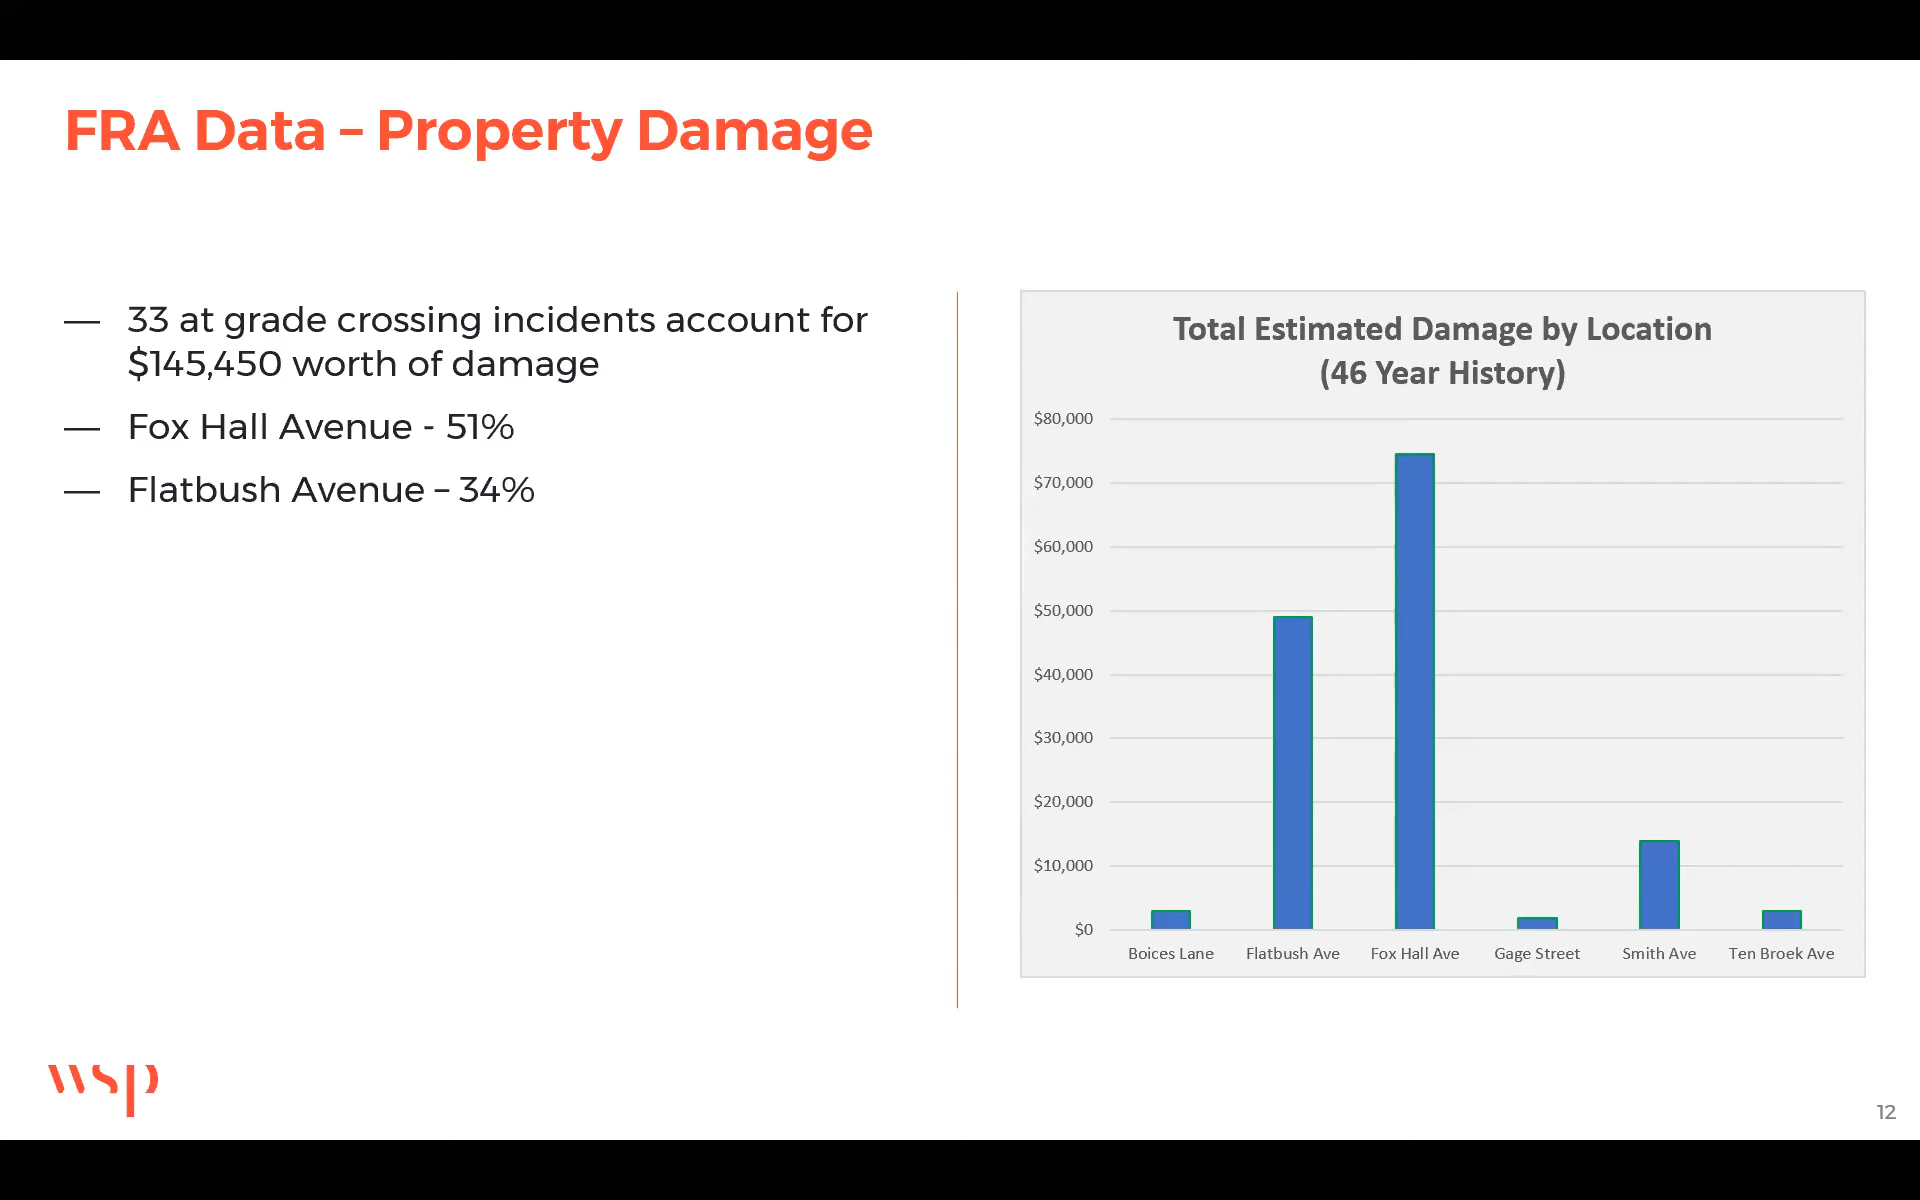 FRA Data – Property Damage
— 33 at grade crossing incidents account for
$145,450 worth of damage
— Fox Hall Avenue - 51%
— Flatbush Avenue – 34%
Total Estimated Damage by Location
(46 Year History)
$80,000
$70,000
$60,000
$50,000
$40,000
$30,000
$20,000
$10,000
$0
Boices Lane Flatbush Ave Fox Hall Ave Gage Street Smith Ave Ten Broek Ave
wsp
12